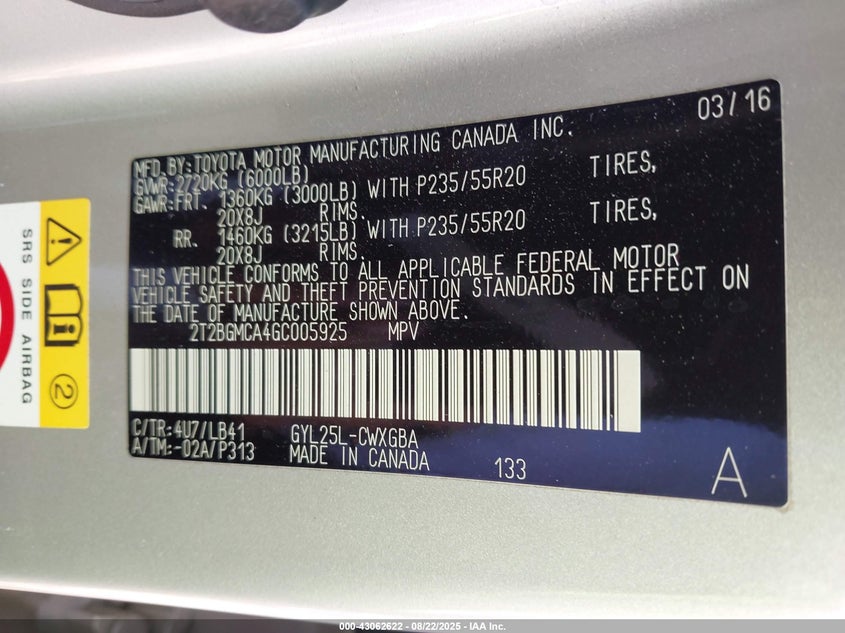 03/16
MFD BY:TOYOTA MOTOR MANUFACTURING CANADA INC.
GVWR:2720KG (6000LB)
GAWR:FRT. 1360KG (3000LB) WITH P235/55R20 TIRES,
20X8J RIMS.
RR. 1460KG (3215LB) WITH P235/55R20 TIRES,
20X8J RIMS.
THIS VEHICLE CONFORMS TO ALL APPLICABLE FEDERAL MOTOR
VEHICLE SAFETY AND THEFT PREVENTION STANDARDS IN EFFECT ON
THE DATE OF MANUFACTURE SHOWN ABOVE.
2T2BGMCA4GC005925 MPV
C/TR:4U7/LB41 GYL25L-CWXGBA
A/TM:-02A/P313 MADE IN CANADA 133
A
SRS SIDE AIRBAG
2
000-43062622 - 08/22/2025 - IAA Inc.